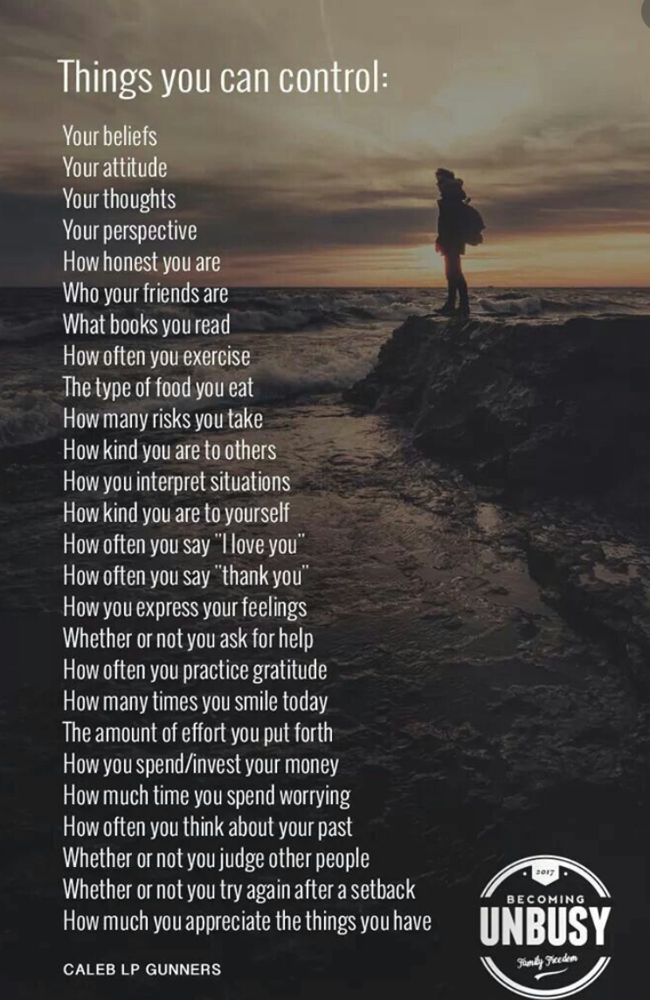 Things you can control:
Your beliefs
Your attitude
Your thoughts
Your perspective
How honest you are
Who your friends are
What books you read
How often you exercise
The type of food you eat
How many risks you take
How kind you are to others
How you interpret situations
How kind you are to yourself
How often you say "I love you"
How often you say "thank you"
How you express your feelings
Whether or not you ask for help
How often you practice gratitude
How many times you smile today
The amount of effort you put forth
How you spend/invest your money
How much time you spend worrying
How often you think about your past
Whether or not you judge other people
Whether or not you try again after a setback
How much you appreciate the things you have
CALEB LP GUNNERS
2017
BECOMING
UNBUSY
Family Freedom